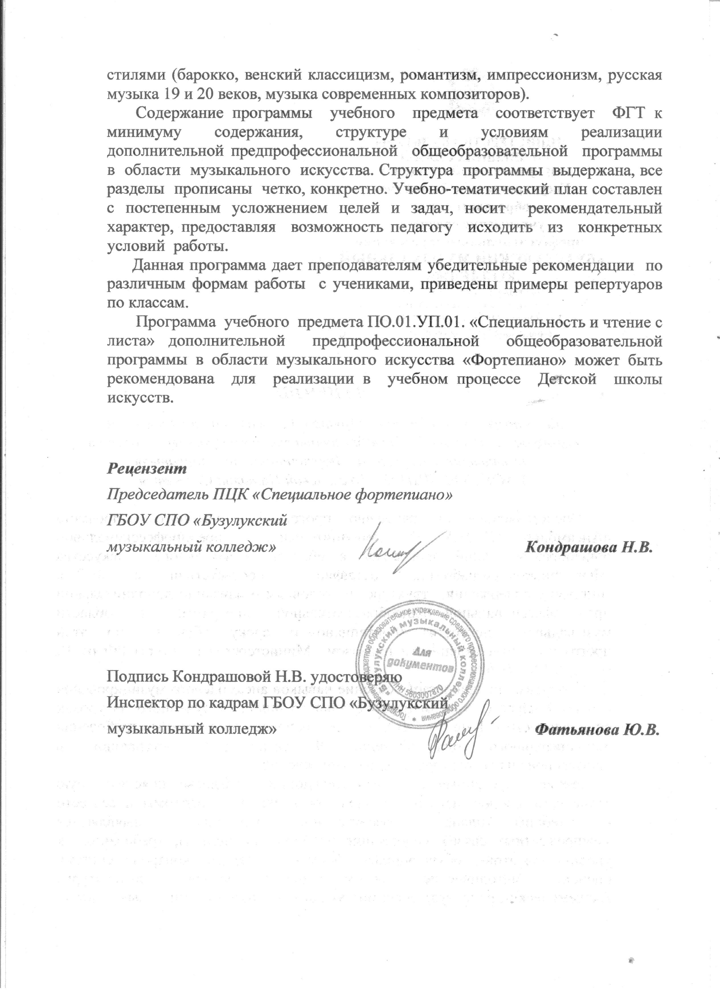 стилями (барокко, венский классицизм, романтизм, импрессионизм, русская
музыка 19 и 20 веков, музыка современных композиторов).
Содержание программы учебного предмета соответствует ФГТ к
минимуму содержания, структуре и условиям реализации
дополнительной предпрофессиональной общеобразовательной программы
в области музыкального искусства. Структура программы выдержана, все
разделы прописаны четко, конкретно. Учебно-тематический план составлен
с постепенным усложнением целей и задач, носит рекомендательный
характер, предоставляя возможность педагогу исходить из конкретных
условий работы.
Данная программа дает преподавателям убедительные рекомендации по
различным формам работы с учениками, приведены примеры репертуаров
по классам.
Программа учебного предмета ПО.01.УП.01. «Специальность и чтение с
листа» дополнительной предпрофессиональной общеобразовательной
программы в области музыкального искусства «Фортепиано» может быть
рекомендована для реализации в учебном процессе Детской школы
искусств.
Рецензент
Председатель ПЦК «Специальное фортепиано»
ГБОУ СПО «Бузулукский
музыкальный колледж» Кондрашова Н.В.
Государственное бюджетное образовательное учреждение среднего профессионального образования
«Бузулукский музыкальный колледж»
Для
документов
ИНН 5603007870
Подпись Кондрашовой Н.В. удостоверяю
Инспектор по кадрам ГБОУ СПО «Бузулукский
музыкальный колледж» Фатьянова Ю.В.